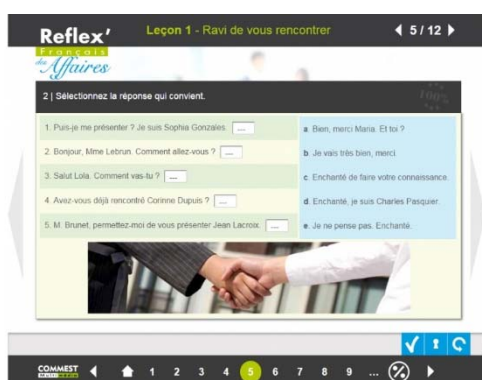 Reflex'
Français
des Affaires
Leçon 1 - Ravi de vous rencontrer
5 / 12
2 | Sélectionnez la réponse qui convient.
100%
1. Puis-je me présenter ? Je suis Sophia Gonzales. ....
2. Bonjour, Mme Lebrun. Comment allez-vous ? ....
3. Salut Lola. Comment vas-tu ? ....
4. Avez-vous déjà rencontré Corinne Dupuis ? ....
5. M. Brunet, permettez-moi de vous présenter Jean Lacroix. ....
a. Bien, merci Maria. Et toi ?
b. Je vais très bien, merci.
c. Enchanté de faire votre connaissance.
d. Enchanté, je suis Charles Pasquier.
e. Je ne pense pas. Enchanté.
COMMEST
MULTIMEDIA
1 2 3 4 5 6 7 8 9 ... %